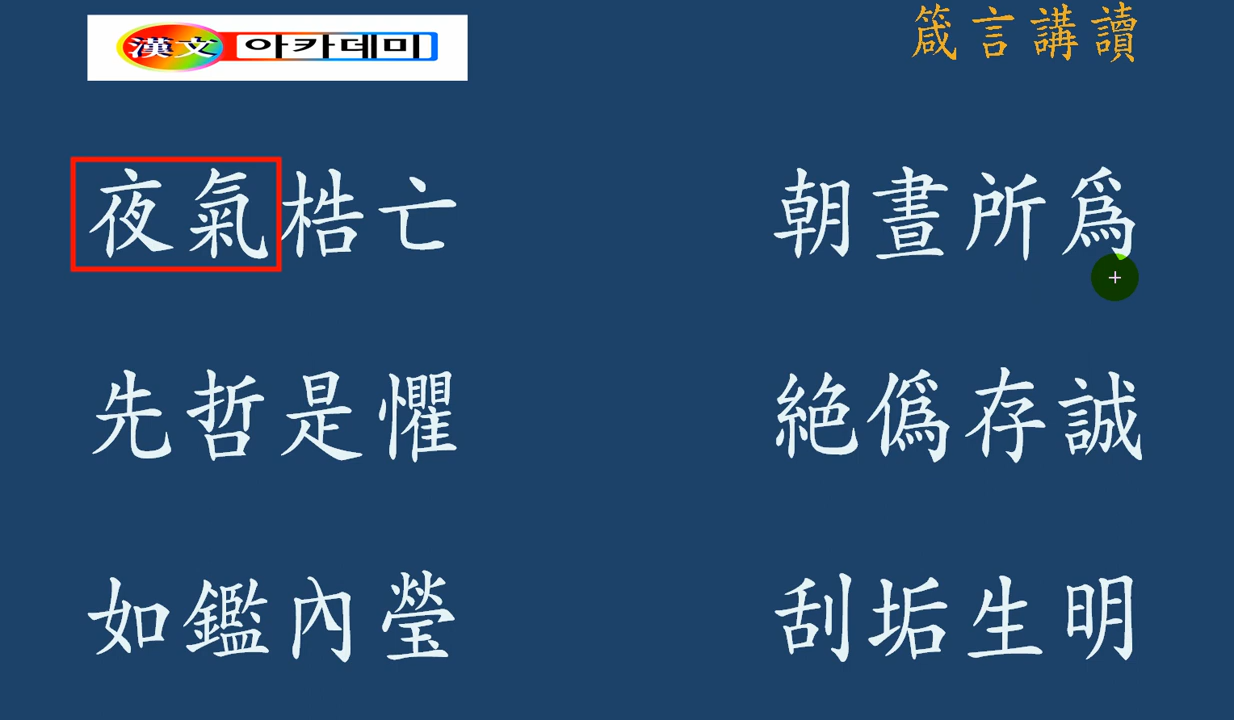 漢文 아카데미
箴言講讀
夜氣梏亡 朝晝所爲
先哲是懼 絶僞存誠
如鑑內瑩 刮垢生明